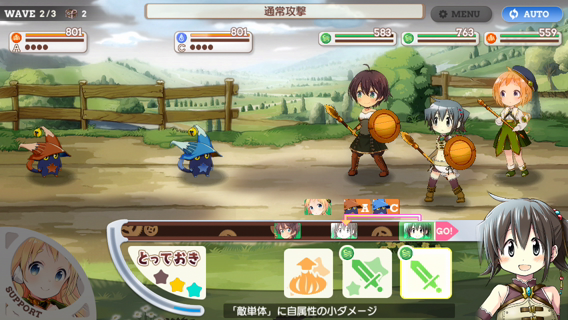 WAVE 2/3 2
通常攻撃
MENU
AUTO
801
A
801
C
583
763
559
A C
GO!
とっておき
SUPPORT
「敵単体」に自属性の小ダメージ